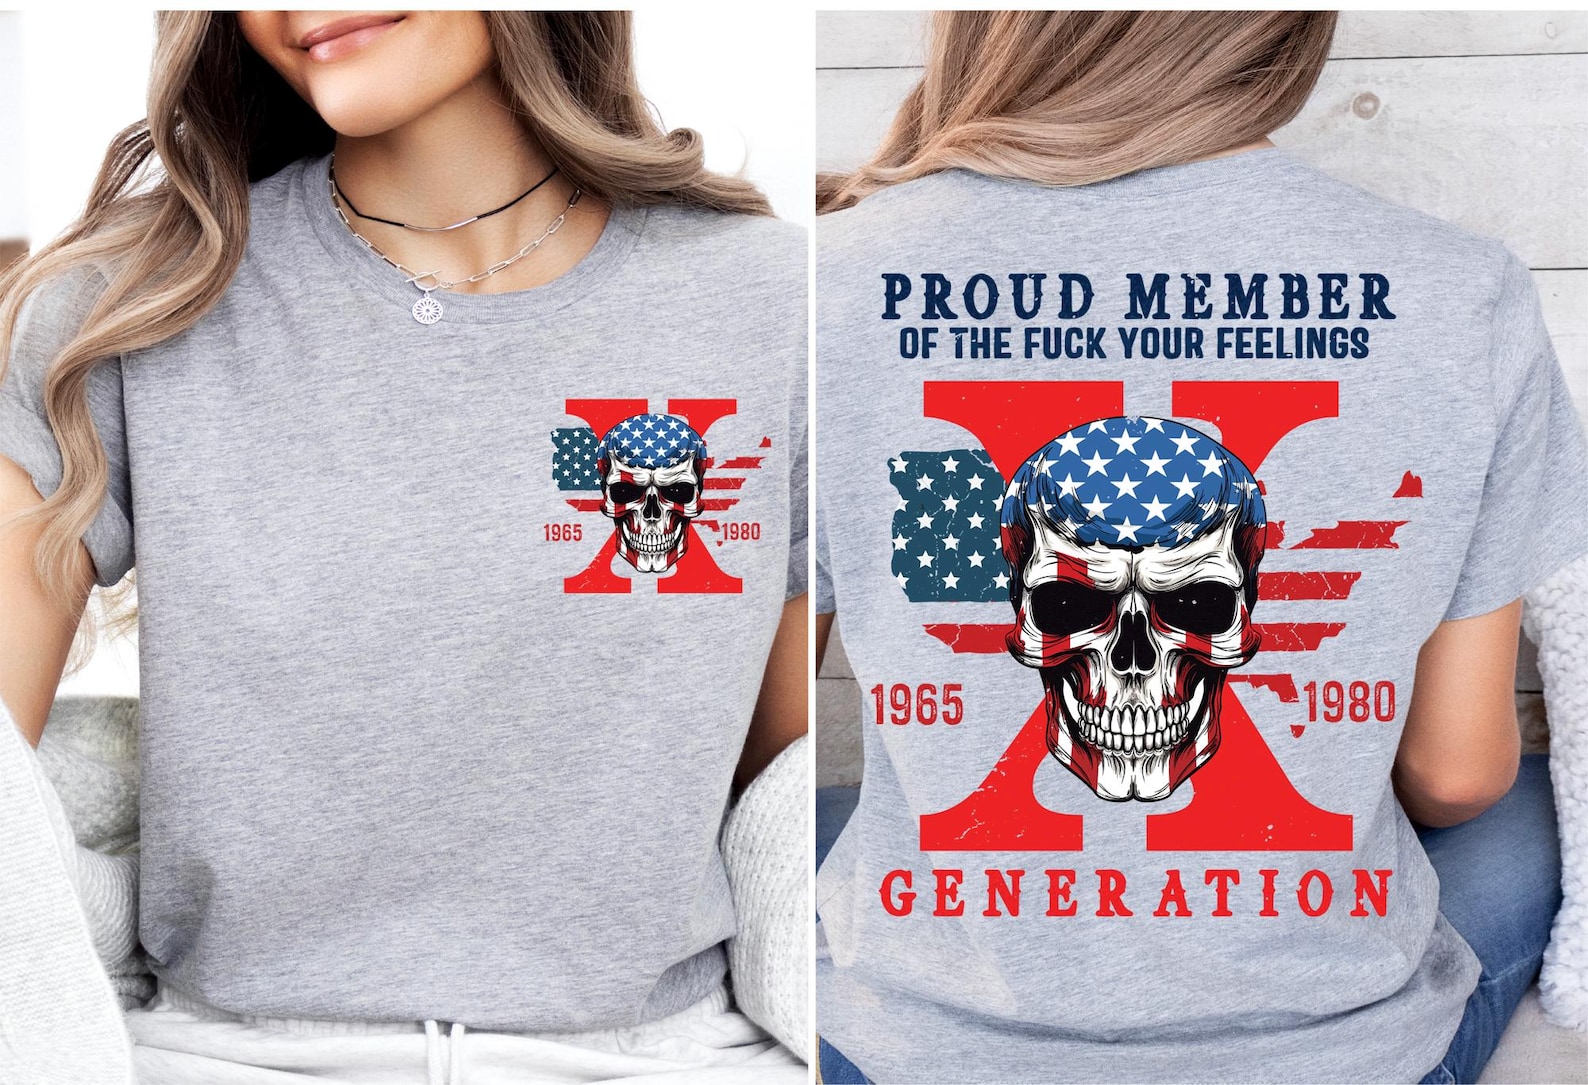 X
1965 1980
PROUD MEMBER
OF THE FUCK YOUR FEELINGS
X
1965 1980
GENERATION